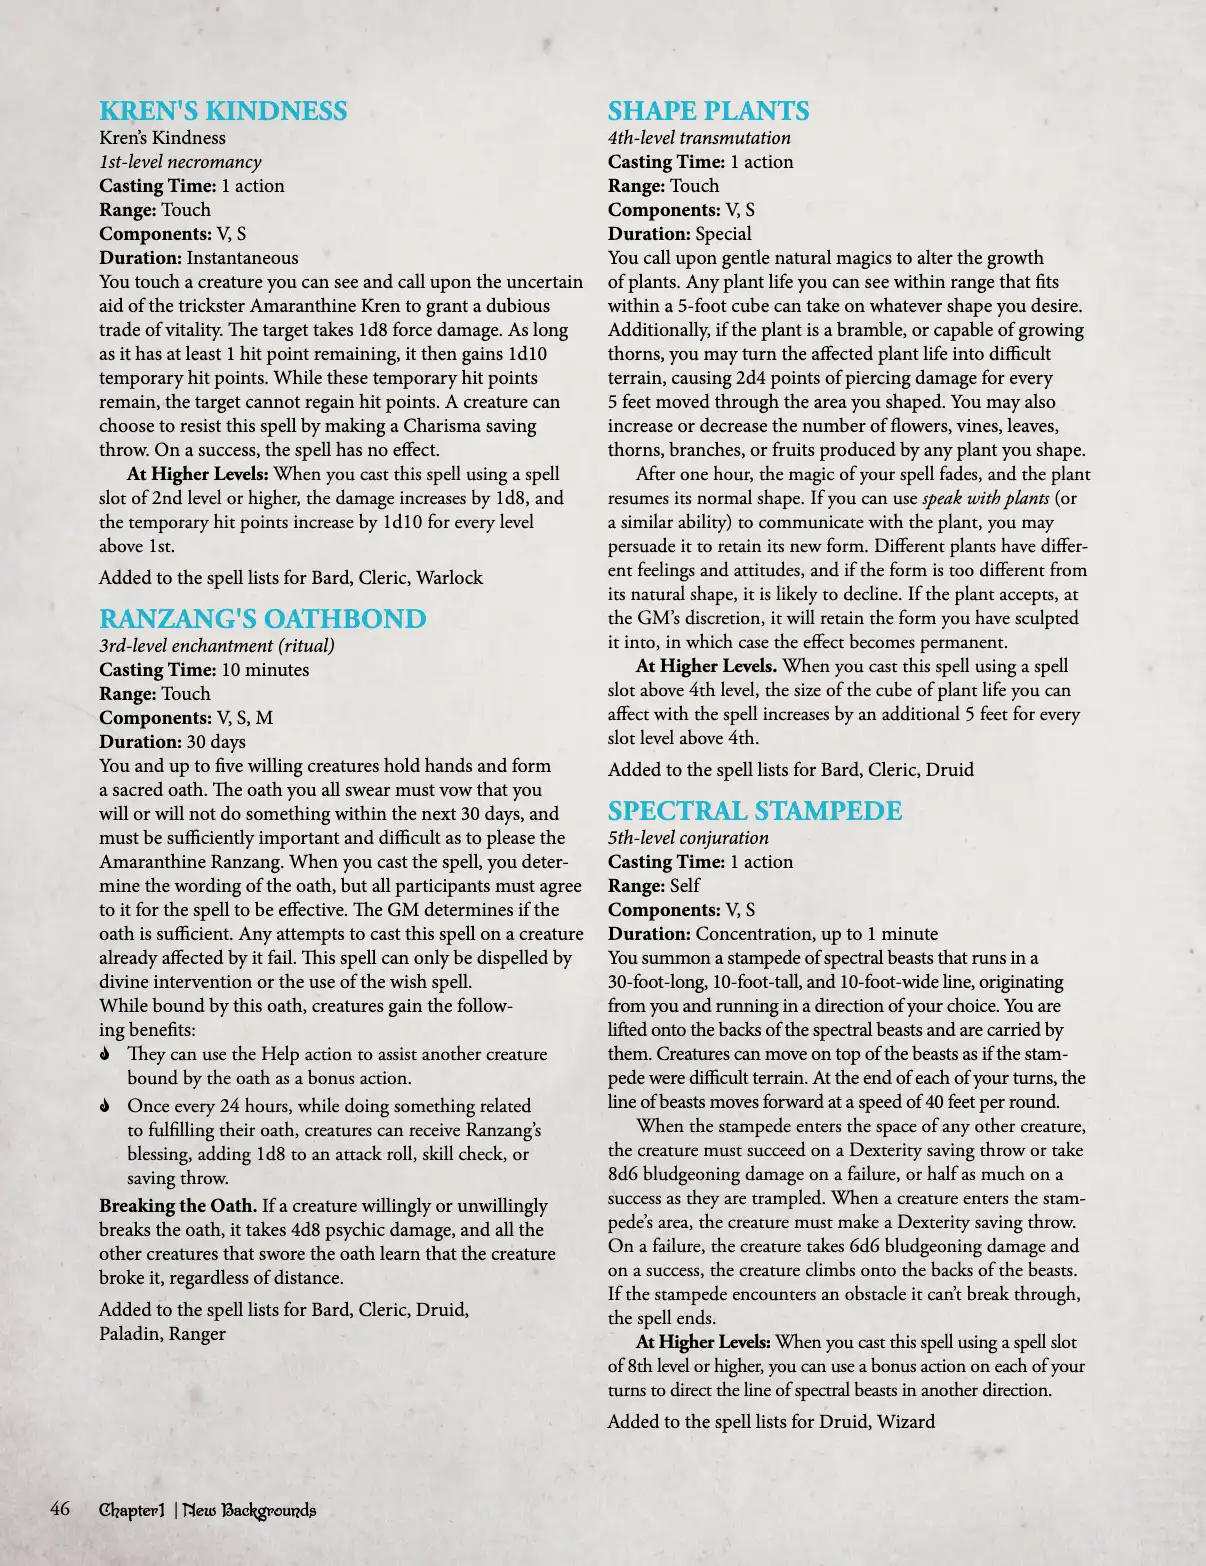 KREN'S KINDNESS
Kren's Kindness
1st-level necromancy
Casting Time: 1 action
Range: Touch
Components: V, S
Duration: Instantaneous
You touch a creature you can see and call upon the uncertain
aid of the trickster Amaranthine Kren to grant a dubious
trade of vitality. The target takes 1d8 force damage. As long
as it has at least 1 hit point remaining, it then gains 1d10
temporary hit points. While these temporary hit points
remain, the target cannot regain hit points. A creature can
choose to resist this spell by making a Charisma saving
throw. On a success, the spell has no effect.
At Higher Levels: When you cast this spell using a spell
slot of 2nd level or higher, the damage increases by 1d8, and
the temporary hit points increase by 1d10 for every level
above 1st.
Added to the spell lists for Bard, Cleric, Warlock
RANZANG'S OATHBOND
3rd-level enchantment (ritual)
Casting Time: 10 minutes
Range: Touch
Components: V, S, M
Duration: 30 days
You and up to five willing creatures hold hands and form
a sacred oath. The oath you all swear must vow that you
will or will not do something within the next 30 days, and
must be sufficiently important and difficult as to please the
Amaranthine Ranzang. When you cast the spell, you deter-
mine the wording of the oath, but all participants must agree
to it for the spell to be effective. The GM determines if the
oath is sufficient. Any attempts to cast this spell on a creature
already affected by it fail. This spell can only be dispelled by
divine intervention or the use of the wish spell.
While bound by this oath, creatures gain the follow-
ing benefits:
They can use the Help action to assist another creature
bound by the oath as a bonus action.
Once every 24 hours, while doing something related
to fulfilling their oath, creatures can receive Ranzang's
blessing, adding 1d8 to an attack roll, skill check, or
saving throw.
Breaking the Oath. If a creature willingly or unwillingly
breaks the oath, it takes 4d8 psychic damage, and all the
other creatures that swore the oath learn that the creature
broke it, regardless of distance.
Added to the spell lists for Bard, Cleric, Druid,
Paladin, Ranger
SHAPE PLANTS
4th-level transmutation
Casting Time: 1 action
Range: Touch
Components: V, S
Duration: Special
You call upon gentle natural magics to alter the growth
of plants. Any plant life you can see within range that fits
within a 5-foot cube can take on whatever shape you desire.
Additionally, if the plant is a bramble, or capable of growing
thorns, you may turn the affected plant life into difficult
terrain, causing 2d4 points of piercing damage for every
5 feet moved through the area you shaped. You may also
increase or decrease the number of flowers, vines, leaves,
thorns, branches, or fruits produced by any plant you shape.
After one hour, the magic of your spell fades, and the plant
resumes its normal shape. If you can use speak with plants (or
a similar ability) to communicate with the plant, you may
persuade it to retain its new form. Different plants have differ-
ent feelings and attitudes, and if the form is too different from
its natural shape, it is likely to decline. If the plant accepts, at
the GM's discretion, it will retain the form you have sculpted
it into, in which case the effect becomes permanent.
At Higher Levels. When you cast this spell using a spell
slot above 4th level, the size of the cube of plant life you can
affect with the spell increases by an additional 5 feet for every
slot level above 4th.
Added to the spell lists for Bard, Cleric, Druid
SPECTRAL STAMPEDE
5th-level conjuration
Casting Time: 1 action
Range: Self
Components: V, S
Duration: Concentration, up to 1 minute
You summon a stampede of spectral beasts that runs in a
30-foot-long, 10-foot-tall, and 10-foot-wide line, originating
from you and running in a direction of your choice. You are
lifted onto the backs of the spectral beasts and are carried by
them. Creatures can move on top of the beasts as if the stam-
pede were difficult terrain. At the end of each of your turns, the
line of beasts moves forward at a speed of 40 feet per round.
When the stampede enters the space of any other creature,
the creature must succeed on a Dexterity saving throw or take
8d6 bludgeoning damage on a failure, or half as much on a
success as they are trampled. When a creature enters the stam-
pede's area, the creature must make a Dexterity saving throw.
On a failure, the creature takes 6d6 bludgeoning damage and
on a success, the creature climbs onto the backs of the beasts.
If the stampede encounters an obstacle it can't break through,
the spell ends.
At Higher Levels: When you cast this spell using a spell slot
of 8th level or higher, you can use a bonus action on each of your
turns to direct the line of spectral beasts in another direction.
Added to the spell lists for Druid, Wizard
46 Chapter1 | New Backgrounds